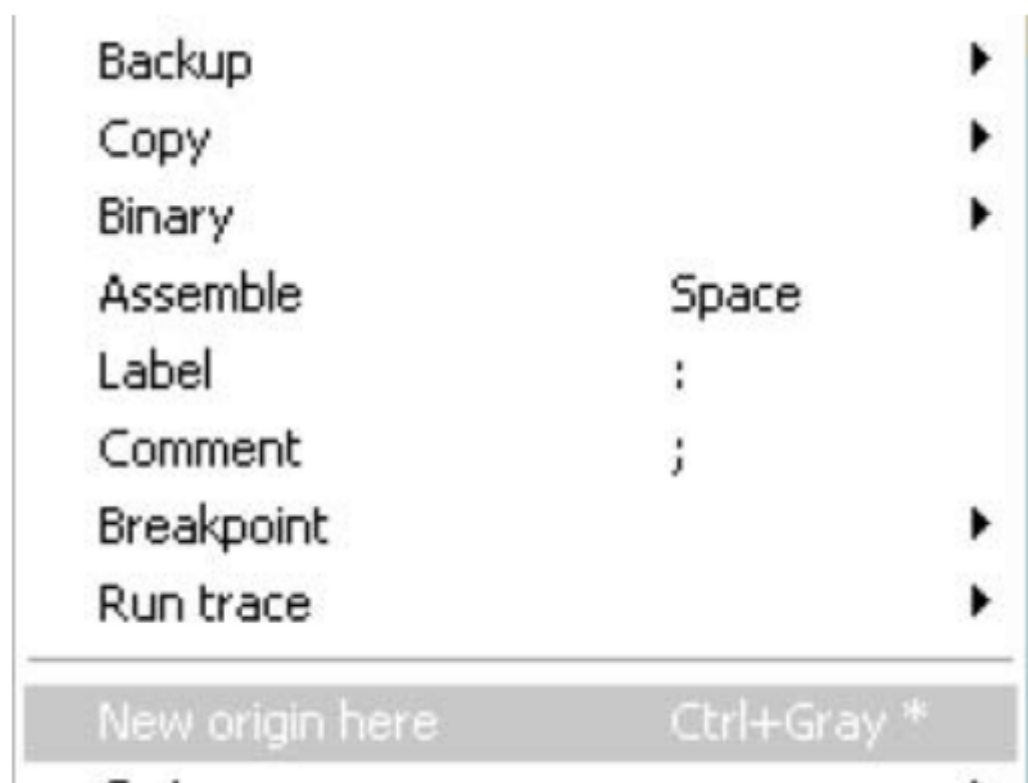 Backup
Copy
Binary
Assemble Space
Label :
Comment ;
Breakpoint
Run trace
New origin here Ctrl+Gray *